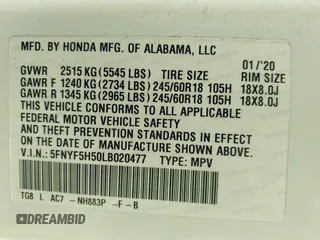 MFD. BY HONDA MFG. OF ALABAMA, LLC
01/'20
GVWR 2515 KG (5545 LBS) TIRE SIZE RIM SIZE
GAWR F 1240 KG (2734 LBS) 245/60R18 105H 18X8.0J
GAWR R 1345 KG (2965 LBS) 245/60R18 105H 18X8.0J
THIS VEHICLE CONFORMS TO ALL APPLICABLE
FEDERAL MOTOR VEHICLE SAFETY STANDARDS IN
EFFECT ON THE DATE OF MANUFACTURE SHOWN ABOVE.
V.I.N.: 5FNYF5H50LB020477 TYPE: MPV
TG8 L AC7 -NH883P -F -B
DREAMBID